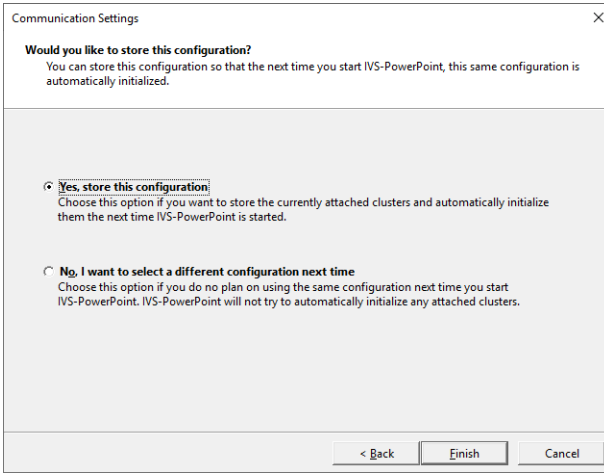 Communication Settings
Would you like to store this configuration?
You can store this configuration so that the next time you start IVS-PowerPoint, this same configuration is
automatically initialized.
Yes, store this configuration
Choose this option if you want to store the currently attached clusters and automatically initialize
them the next time IVS-PowerPoint is started.
No, I want to select a different configuration next time
Choose this option if you do no plan on using the same configuration next time you start
IVS-PowerPoint. IVS-PowerPoint will not try to automatically initialize any attached clusters.
< Back Finish Cancel